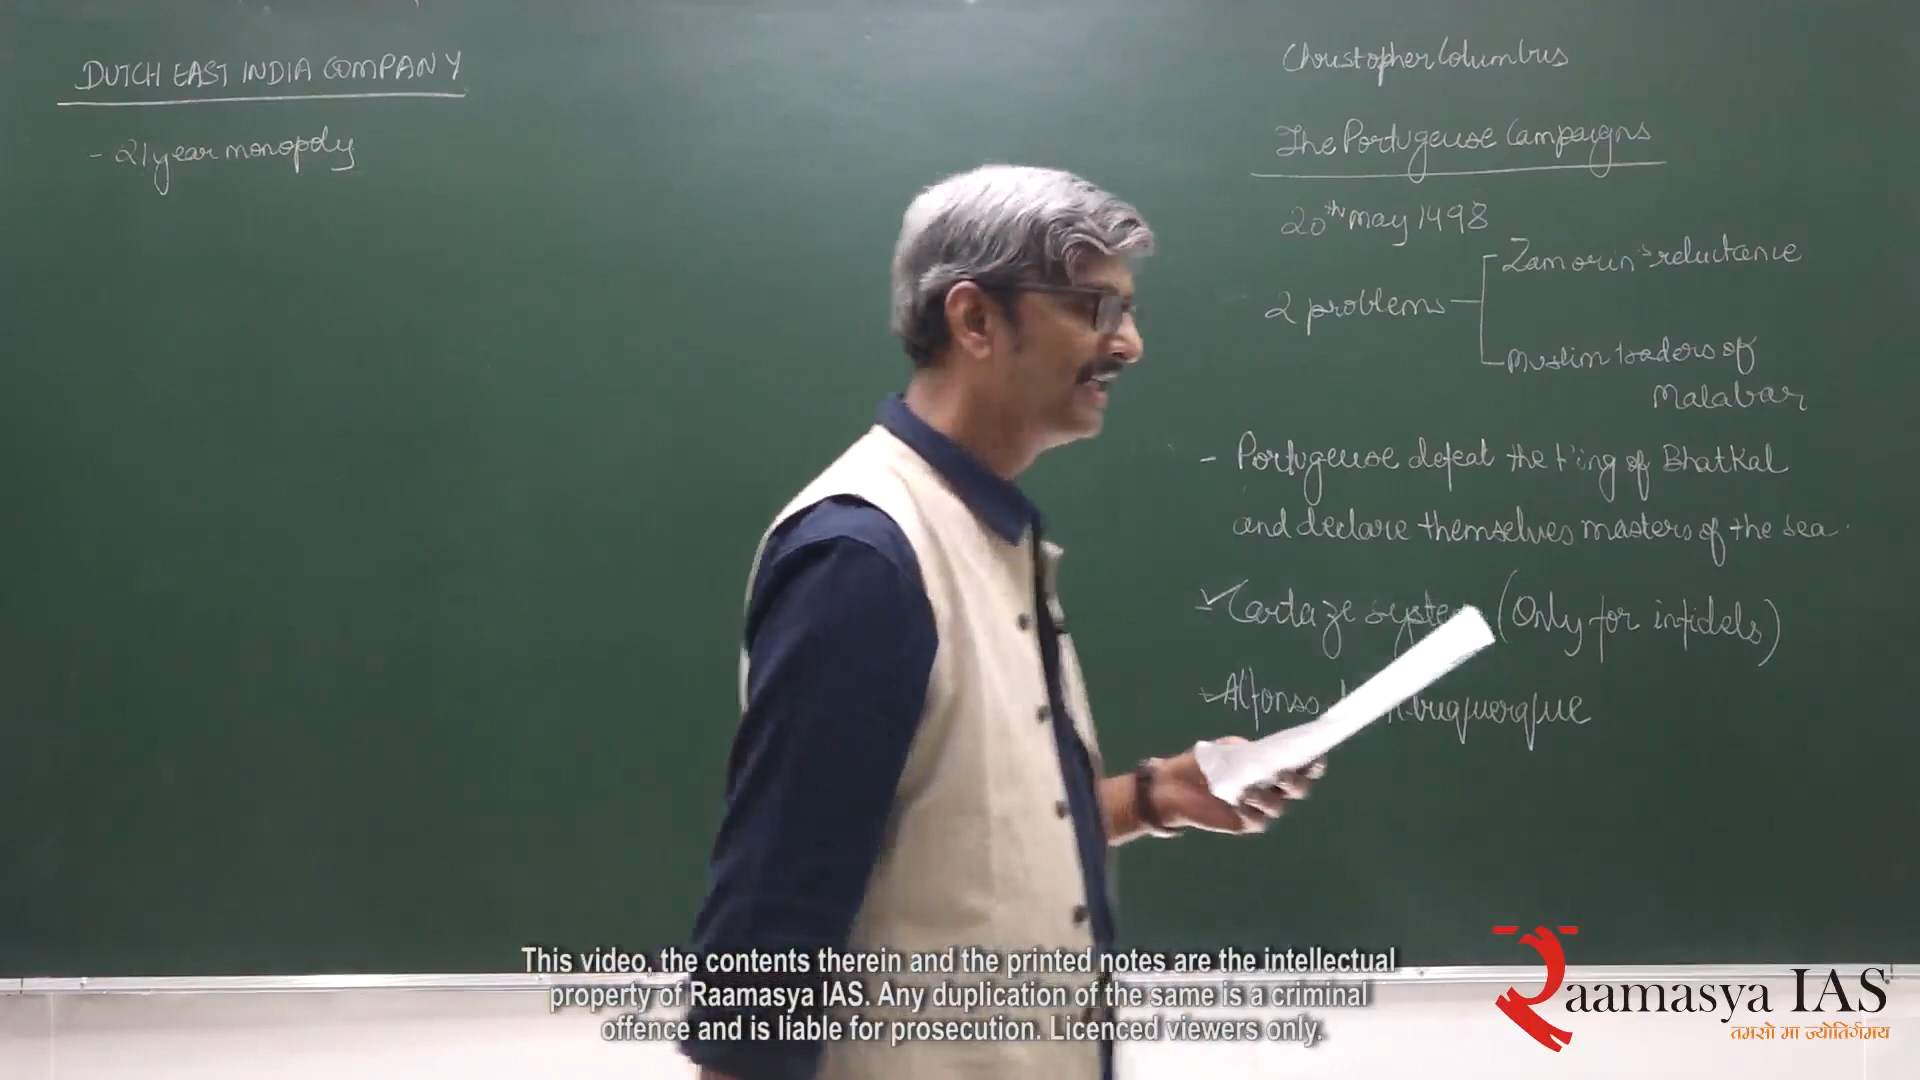 DUTCH EAST INDIA COMPANY
- 21 year monopoly
Christopher Columbus
The Portugeuse Campaigns
20th May 1498
2 problems
Zamorin's reluctance
Muslim traders of
Malabar
- Portugeuse defeat the King of Bhatkal
and declare themselves masters of the sea.
- Cartaze system (Only for infidels)
- Alfonso
This video, the contents therein and the printed notes are the intellectual
property of Raamasya IAS. Any duplication of the same is a criminal
offence and is liable for prosecution. Licenced viewers only.
Raamasya IAS
तमसो मा ज्योतिर्गमय